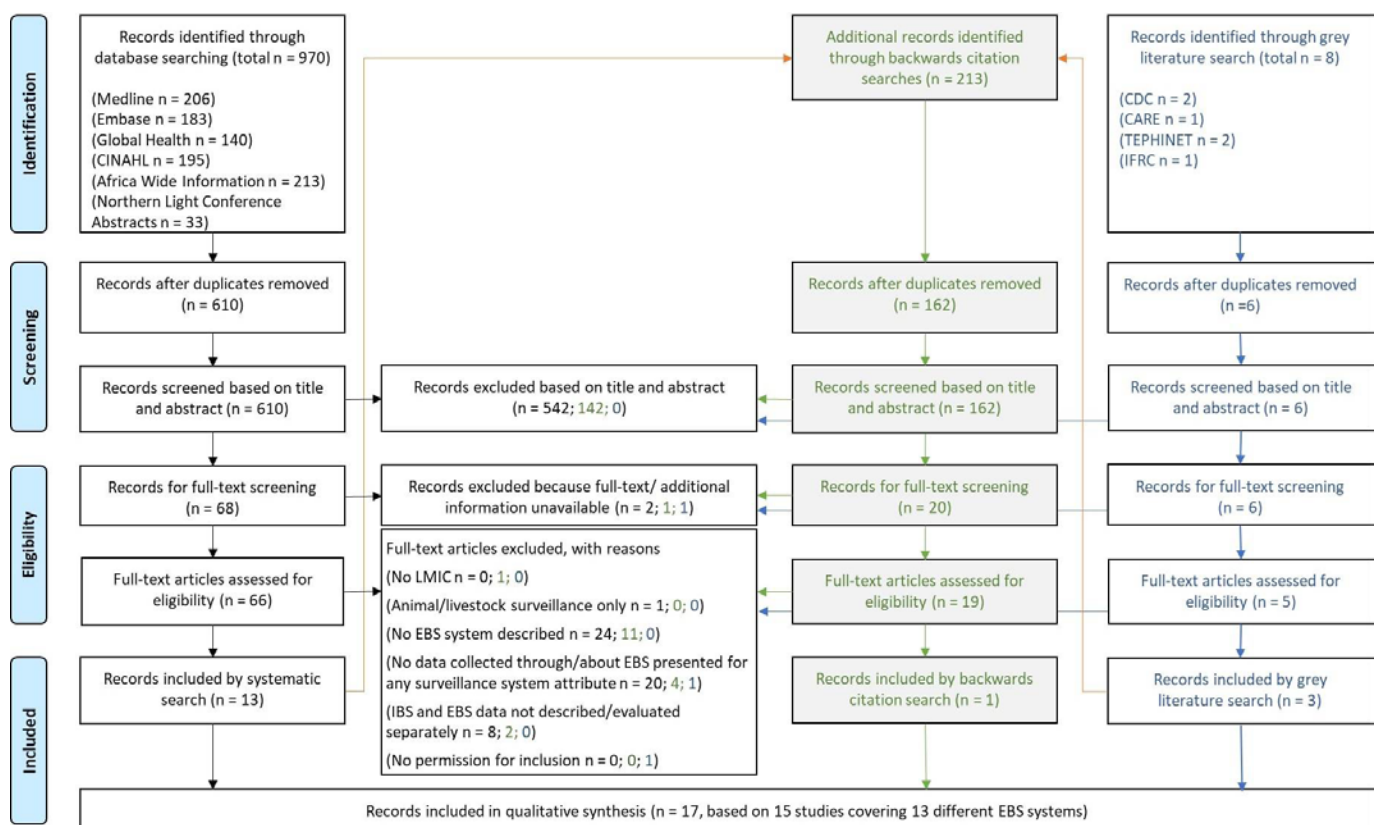 Identification
Records identified through
database searching (total n = 970)
(Medline n = 206)
(Embase n = 183)
(Global Health n = 140)
(CINAHL n = 195)
(Africa Wide Information n = 213)
(Northern Light Conference
Abstracts n = 33)
Additional records identified
through backwards citation
searches (n = 213)
Records identified through grey
literature search (total n = 8)
(CDC n = 2)
(CARE n = 1)
(TEPHINET n = 2)
(IFRC n = 1)
Screening
Records after duplicates removed
(n = 610)
Records after duplicates removed
(n = 162)
Records after duplicates removed
(n =6)
Records screened based on title
and abstract (n = 610)
Records excluded based on title and abstract
(n = 542; 142; 0)
Records screened based on title
and abstract (n = 162)
Records screened based on title
and abstract (n = 6)
Eligibility
Records for full-text screening
(n = 68)
Records excluded because full-text/ additional
information unavailable (n = 2; 1; 1)
Records for full-text screening
(n = 20)
Records for full-text screening
(n = 6)
Full-text articles assessed for
eligibility (n = 66)
Full-text articles excluded, with reasons
(No LMIC n = 0; 1; 0)
(Animal/livestock surveillance only n = 1; 0; 0)
(No EBS system described n = 24; 11; 0)
(No data collected through/about EBS presented for
any surveillance system attribute n = 20; 4; 1)
(IBS and EBS data not described/evaluated
separately n = 8; 2; 0)
(No permission for inclusion n = 0; 0; 1)
Full-text articles assessed for
eligibility (n = 19)
Full-text articles assessed for
eligibility (n = 5)
Included
Records included by systematic
search (n = 13)
Records included by backwards
citation search (n = 1)
Records included by grey
literature search (n = 3)
Records included in qualitative synthesis (n = 17, based on 15 studies covering 13 different EBS systems)